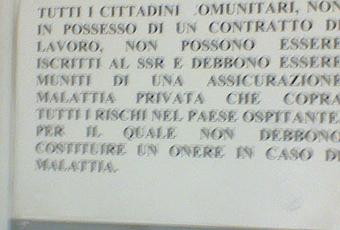 TUTTI I CITTADINI .OMUNITARI, NON
IN POSSESSO DI UN CONTRATTO DI
LAVORO, NON POSSONO ESSERE
ISCRITTI AL SSR E DEBBONO ESSERE
MUNITI DI UNA ASSICURAZIONE
MALATTIA PRIVATA CHE COPRA
TUTTI I RISCHI NEL PAESE OSPITANTE
PER IL QUALE NON DEBBONO
COSTITUIRE UN ONERE IN CASO DI
MALATTIA.